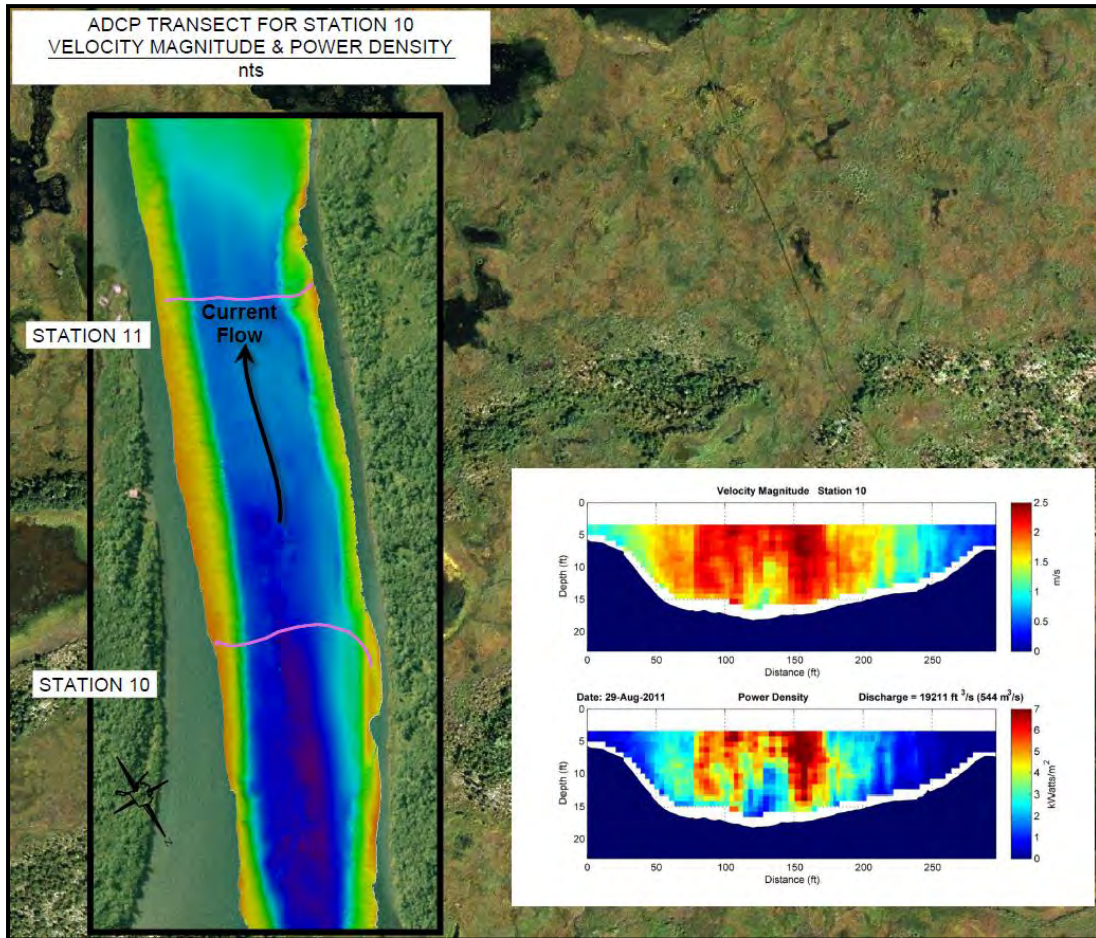 ADCP TRANSECT FOR STATION 10
VELOCITY MAGNITUDE & POWER DENSITY
nts
Current
Flow
STATION 11
STATION 10
Velocity Magnitude Station 10
0
5
10
15
20
Depth (ft)
0 50 100 150 200 250
Distance (ft)
2.5
2
1.5
1
0.5
0
m/s
Date: 29-Aug-2011 Power Density Discharge = 19211 ft ³/s (544 m³/s)
0
5
10
15
20
Depth (ft)
0 50 100 150 200 250
Distance (ft)
7
6
5
4
3
2
1
0
kWatts/m²